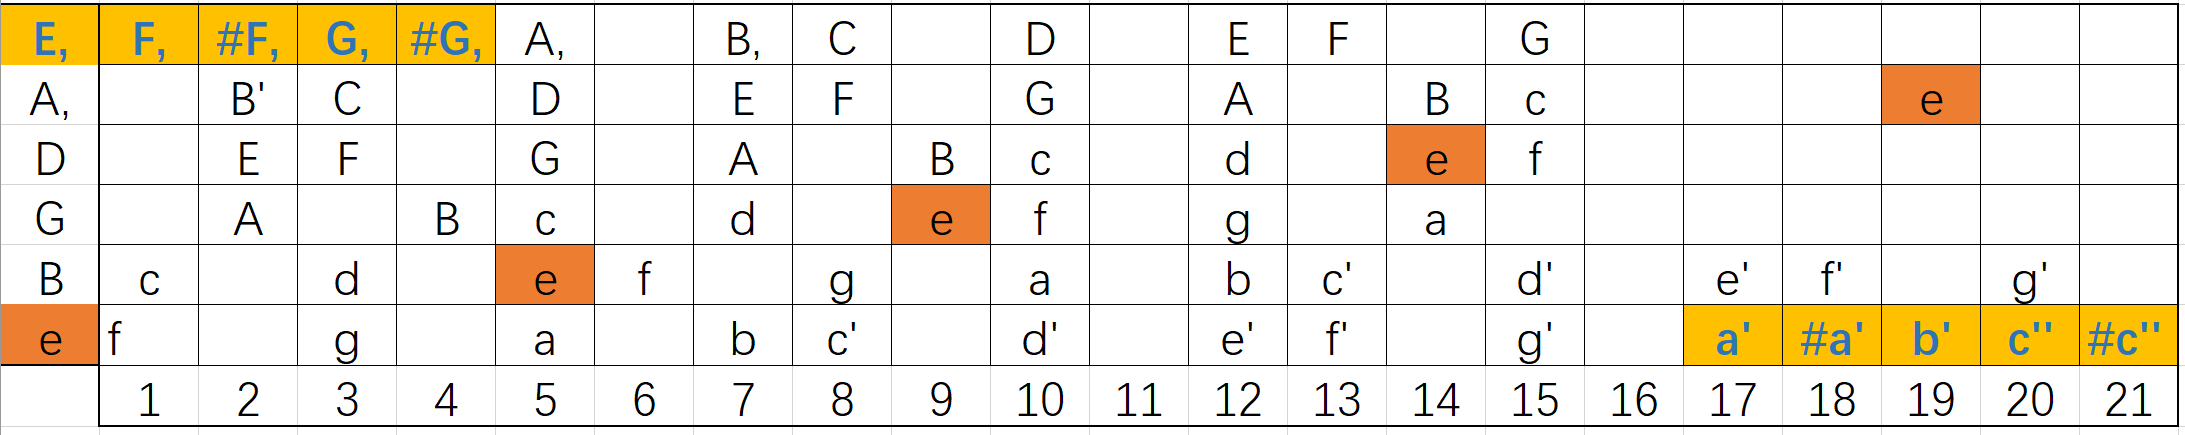 E, F, #F, G, #G, A, B, C D E F G
A, B' C D E F G A B c e
D E F G A B c d e f
G A B c d e f g a
B c d e f g a b c' d' e' f' g'
e f g a b c' d' e' f' g' a' #a' b' c'' #c''
1 2 3 4 5 6 7 8 9 10 11 12 13 14 15 16 17 18 19 20 21